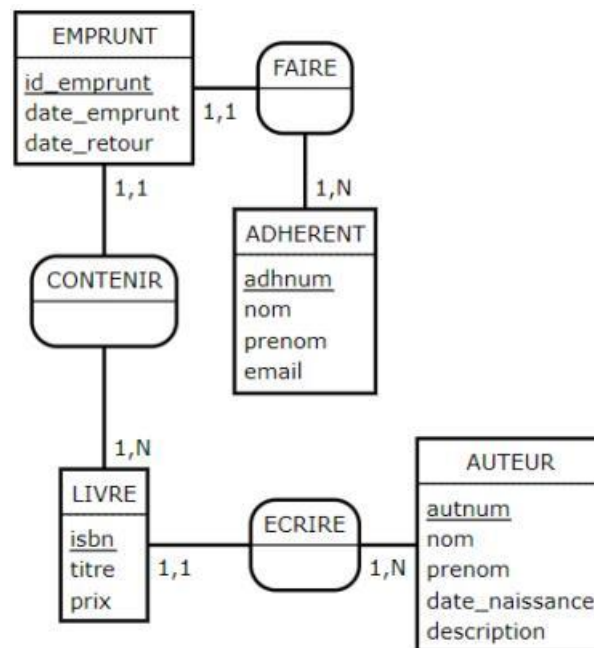 EMPRUNT
id_emprunt
date_emprunt
date_retour
1,1
FAIRE
1,1
1,N
ADHERENT
adhnum
nom
prenom
email
CONTENIR
1,N
LIVRE
isbn
titre
prix
1,1
ECRIRE
1,N
AUTEUR
autnum
nom
prenom
date_naissance
description